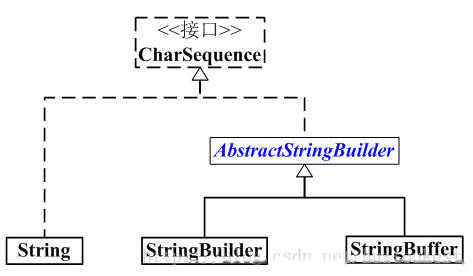 <<接口>>
CharSequence
AbstractStringBuilder
String
StringBuilder
StringBuffer